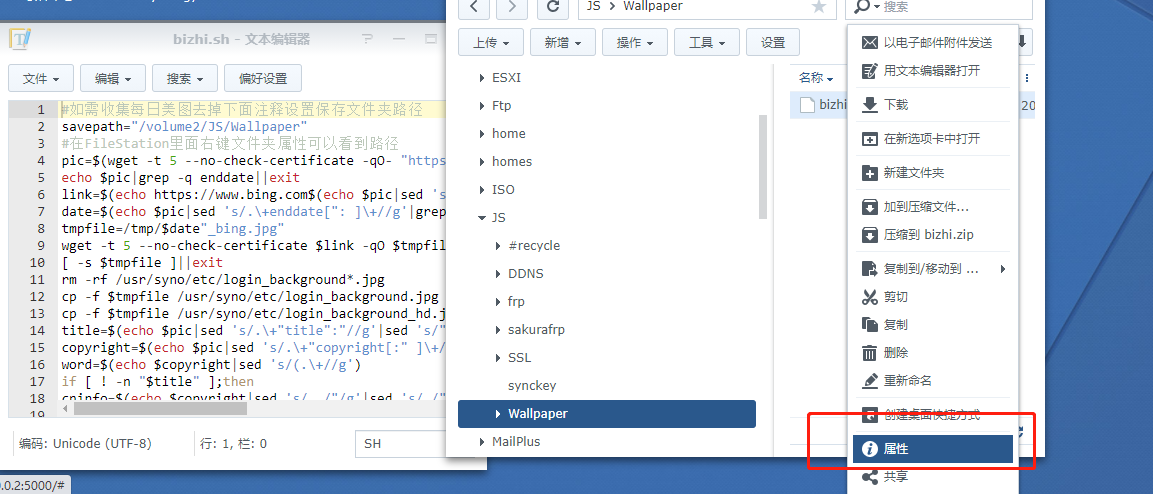 bizhi.sh - 文本编辑器
文件
编辑
搜索
偏好设置
1 #如需收集每日美图去掉下面注释设置保存文件夹路径
2 savepath="/volume2/JS/Wallpaper"
3 #在FileStation里面右键文件夹属性可以看到路径
4 pic=$(wget -t 5 --no-check-certificate -qO- "https
5 echo $pic|grep -q enddate||exit
6 link=$(echo https://www.bing.com$(echo $pic|sed 's
7 date=$(echo $pic|sed 's/.\+enddate[": ]\+//g'|grep
8 tmpfile=/tmp/$date"_bing.jpg"
9 wget -t 5 --no-check-certificate $link -qO $tmpfil
10 [ -s $tmpfile ]||exit
11 rm -rf /usr/syno/etc/login_background*.jpg
12 cp -f $tmpfile /usr/syno/etc/login_background.jpg
13 cp -f $tmpfile /usr/syno/etc/login_background_hd.j
14 title=$(echo $pic|sed 's/.\+"title":"//g'|sed 's/"
15 copyright=$(echo $pic|sed 's/.\+"copyright[:" ]\+/
16 word=$(echo $copyright|sed 's/(.\+//g')
17 if [ ! -n "$title" ];then
18
19
编码: Unicode (UTF-8)
行: 1, 栏: 0
SH
.0.0.2:5000/#
JS > Wallpaper
搜索
上传
新增
操作
工具
设置
ESXI
Ftp
home
homes
ISO
JS
#recycle
DDNS
frp
sakurafrp
SSL
synckey
Wallpaper
MailPlus
名称
bizhi
20
以电子邮件附件发送
用文本编辑器打开
下载
在新选项卡中打开
新建文件夹
加到压缩文件...
压缩到 bizhi.zip
复制到/移动到 ...
剪切
复制
删除
重新命名
创建桌面快捷方式
属性
共享